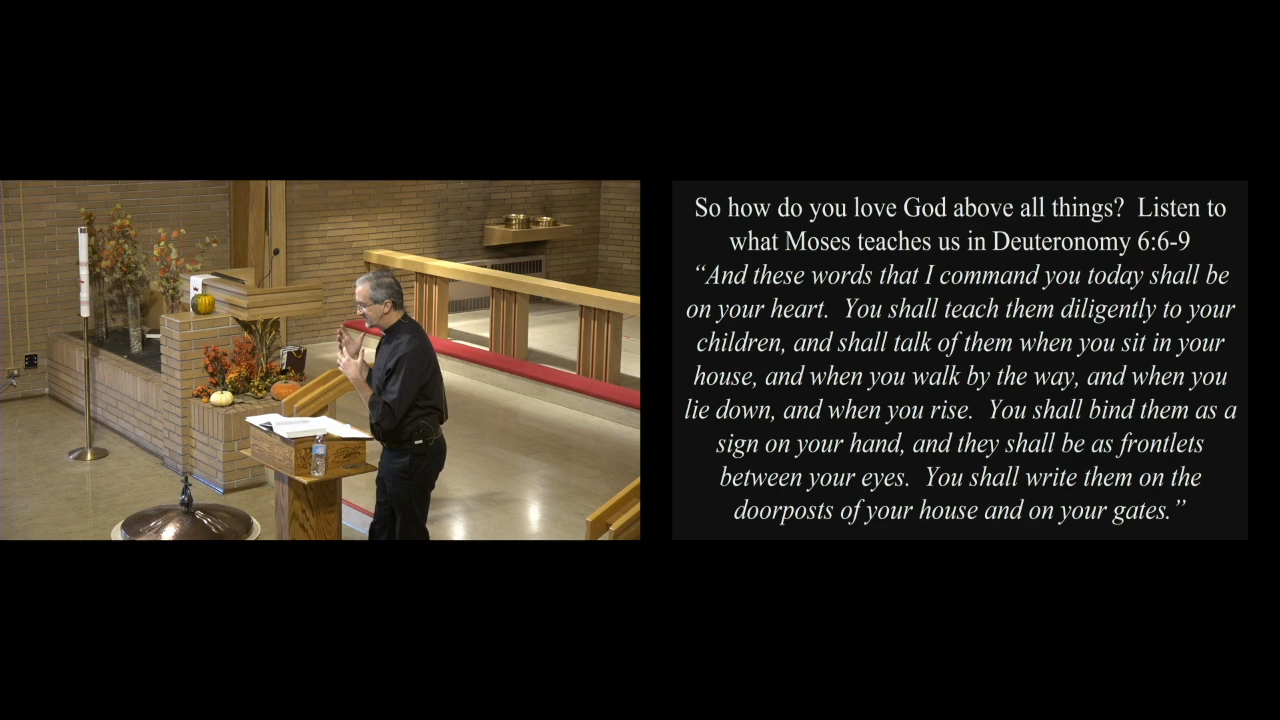 So how do you love God above all things?  Listen to
what Moses teaches us in Deuteronomy 6:6-9
“And these words that I command you today shall be
on your heart.  You shall teach them diligently to your
children, and shall talk of them when you sit in your
house, and when you walk by the way, and when you
lie down, and when you rise.  You shall bind them as a
sign on your hand, and they shall be as frontlets
between your eyes.  You shall write them on the
doorposts of your house and on your gates.”